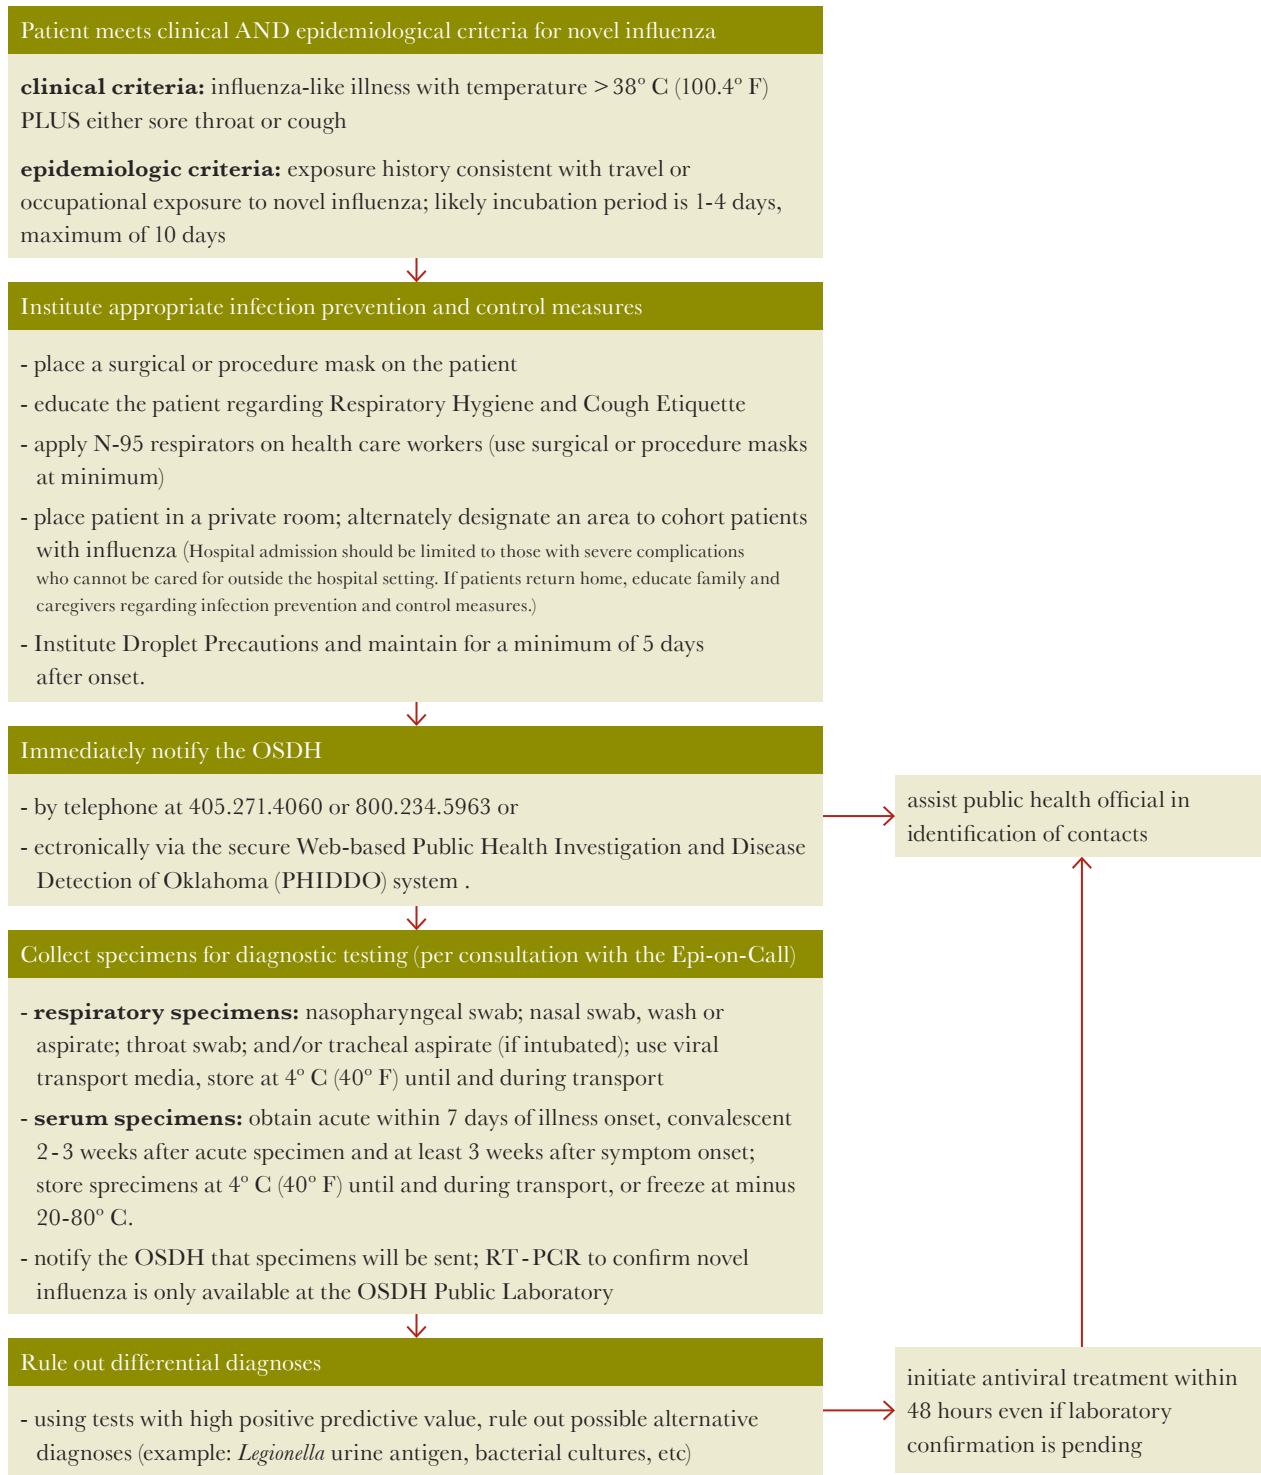 Patient meets clinical AND epidemiological criteria for novel influenza
clinical criteria: influenza-like illness with temperature > 38º C (100.4º F)
PLUS either sore throat or cough
epidemiologic criteria: exposure history consistent with travel or
occupational exposure to novel influenza; likely incubation period is 1-4 days,
maximum of 10 days
Institute appropriate infection prevention and control measures
- place a surgical or procedure mask on the patient
- educate the patient regarding Respiratory Hygiene and Cough Etiquette
- apply N-95 respirators on health care workers (use surgical or procedure masks
at minimum)
- place patient in a private room; alternately designate an area to cohort patients
with influenza (Hospital admission should be limited to those with severe complications
who cannot be cared for outside the hospital setting. If patients return home, educate family and
caregivers regarding infection prevention and control measures.)
- Institute Droplet Precautions and maintain for a minimum of 5 days
after onset.
Immediately notify the OSDH
- by telephone at 405.271.4060 or 800.234.5963 or
- ectronically via the secure Web-based Public Health Investigation and Disease
Detection of Oklahoma (PHIDDO) system .
assist public health official in
identification of contacts
Collect specimens for diagnostic testing (per consultation with the Epi-on-Call)
- respiratory specimens: nasopharyngeal swab; nasal swab, wash or
aspirate; throat swab; and/or tracheal aspirate (if intubated); use viral
transport media, store at 4º C (40º F) until and during transport
- serum specimens: obtain acute within 7 days of illness onset, convalescent
2-3 weeks after acute specimen and at least 3 weeks after symptom onset;
store sprecimens at 4º C (40º F) until and during transport, or freeze at minus
20-80º C.
- notify the OSDH that specimens will be sent; RT-PCR to confirm novel
influenza is only available at the OSDH Public Laboratory
Rule out differential diagnoses
- using tests with high positive predictive value, rule out possible alternative
diagnoses (example: Legionella urine antigen, bacterial cultures, etc)
initiate antiviral treatment within
48 hours even if laboratory
confirmation is pending